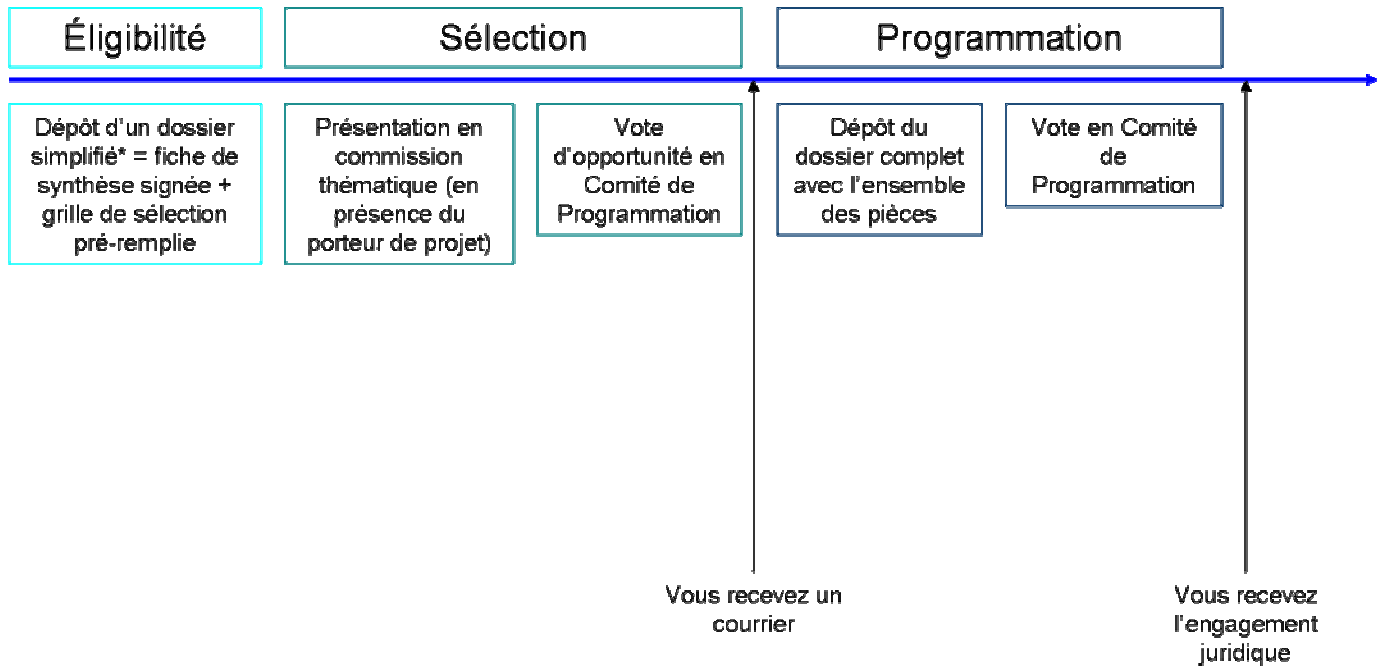 Éligibilité
Sélection
Programmation
Dépôt d'un dossier
simplifié* = fiche de
synthèse signée +
grille de sélection
pré-remplie
Présentation en
commission
thématique (en
présence du
porteur de projet)
Vote
d'opportunité en
Comité de
Programmation
Dépôt du
dossier complet
avec l'ensemble
des pièces
Vote en Comité
de
Programmation
Vous recevez un
courrier
Vous recevez
l'engagement
juridique